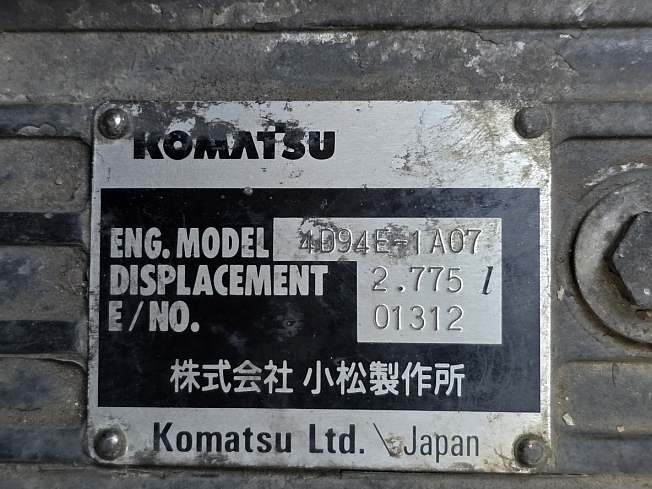 KOMATSU
ENG. MODEL 4D94E-1A07
DISPLACEMENT 2.775 l
E/NO. 01312
株式会社 小松製作所
Komatsu Ltd. \ Japan